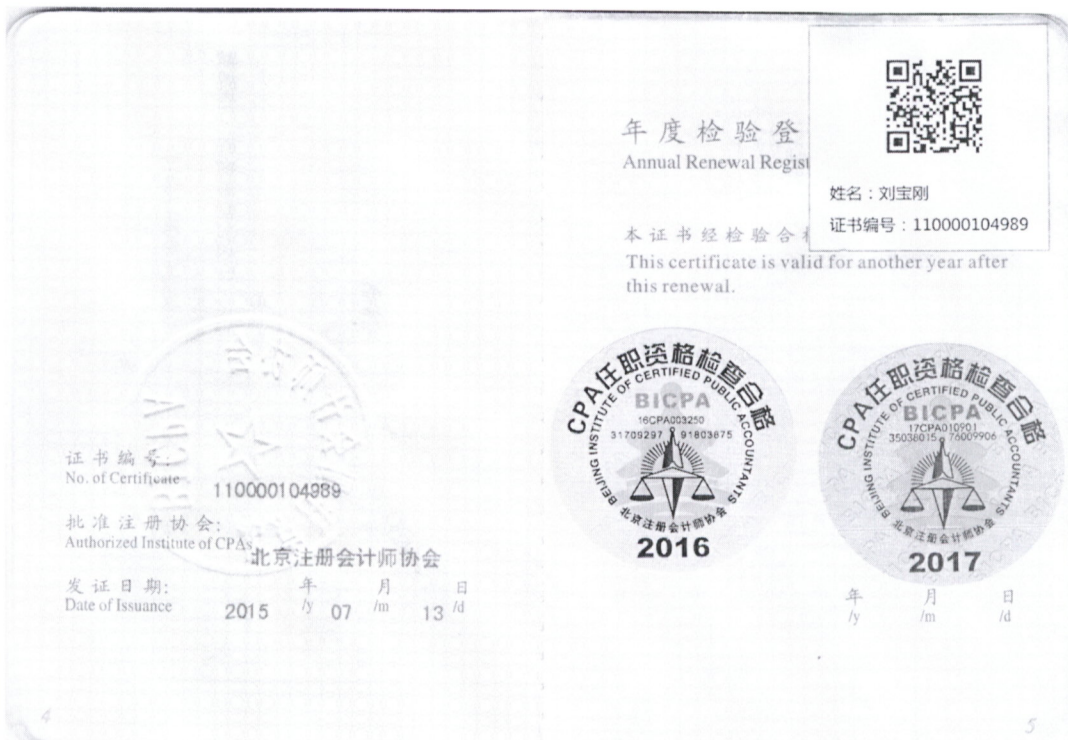 证书编号:
No. of Certificate
110000104989
批准注册协会:
Authorized Institute of CPAs
北京注册会计师协会
发证日期:
Date of Issuance
2015 年 /y 07 月 /m 13 日 /d
4
年度检验登
Annual Renewal Regist
姓名：刘宝刚
证书编号：110000104989
本证书经检验合格
This certificate is valid for another year after
this renewal.
CPA任职资格检查合格
BEIJING INSTITUTE OF CERTIFIED PUBLIC ACCOUNTANTS
BICPA
16CPA003250
31709297 91803675
北京注册会计师协会
2016
CPA任职资格检查合格
BEIJING INSTITUTE OF CERTIFIED PUBLIC ACCOUNTANTS
BICPA
17CPA010901
35038015 76009906
北京注册会计师协会
2017
年 月 日
/y /m /d
5